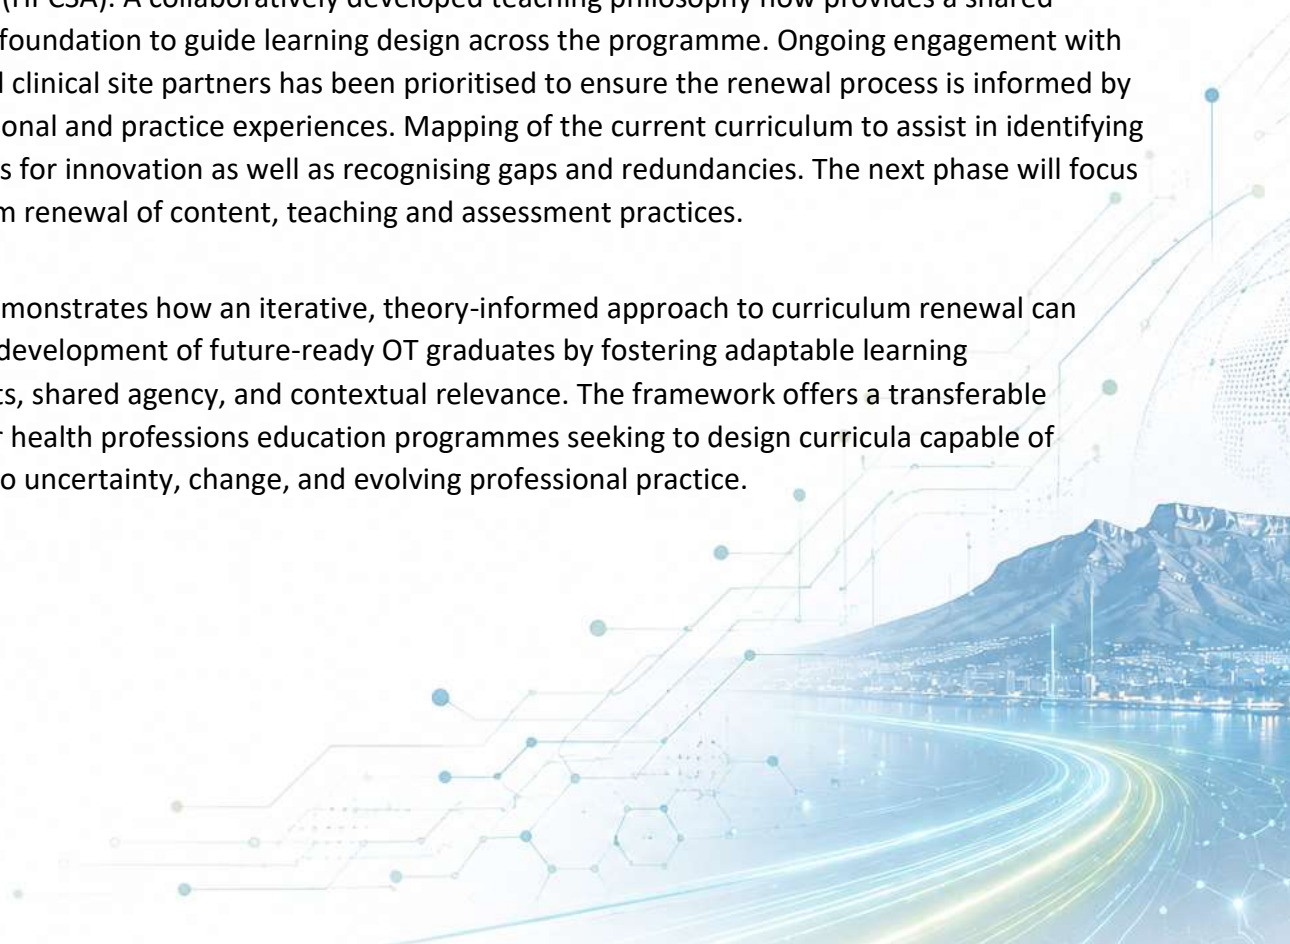 (HPCSA). A collaboratively developed teaching philosophy now provides a shared
foundation to guide learning design across the programme. Ongoing engagement with
clinical site partners has been prioritised to ensure the renewal process is informed by
onal and practice experiences. Mapping of the current curriculum to assist in identifying
s for innovation as well as recognising gaps and redundancies. The next phase will focus
m renewal of content, teaching and assessment practices.
monstrates how an iterative, theory-informed approach to curriculum renewal can
development of future-ready OT graduates by fostering adaptable learning
ts, shared agency, and contextual relevance. The framework offers a transferable
r health professions education programmes seeking to design curricula capable of
o uncertainty, change, and evolving professional practice.